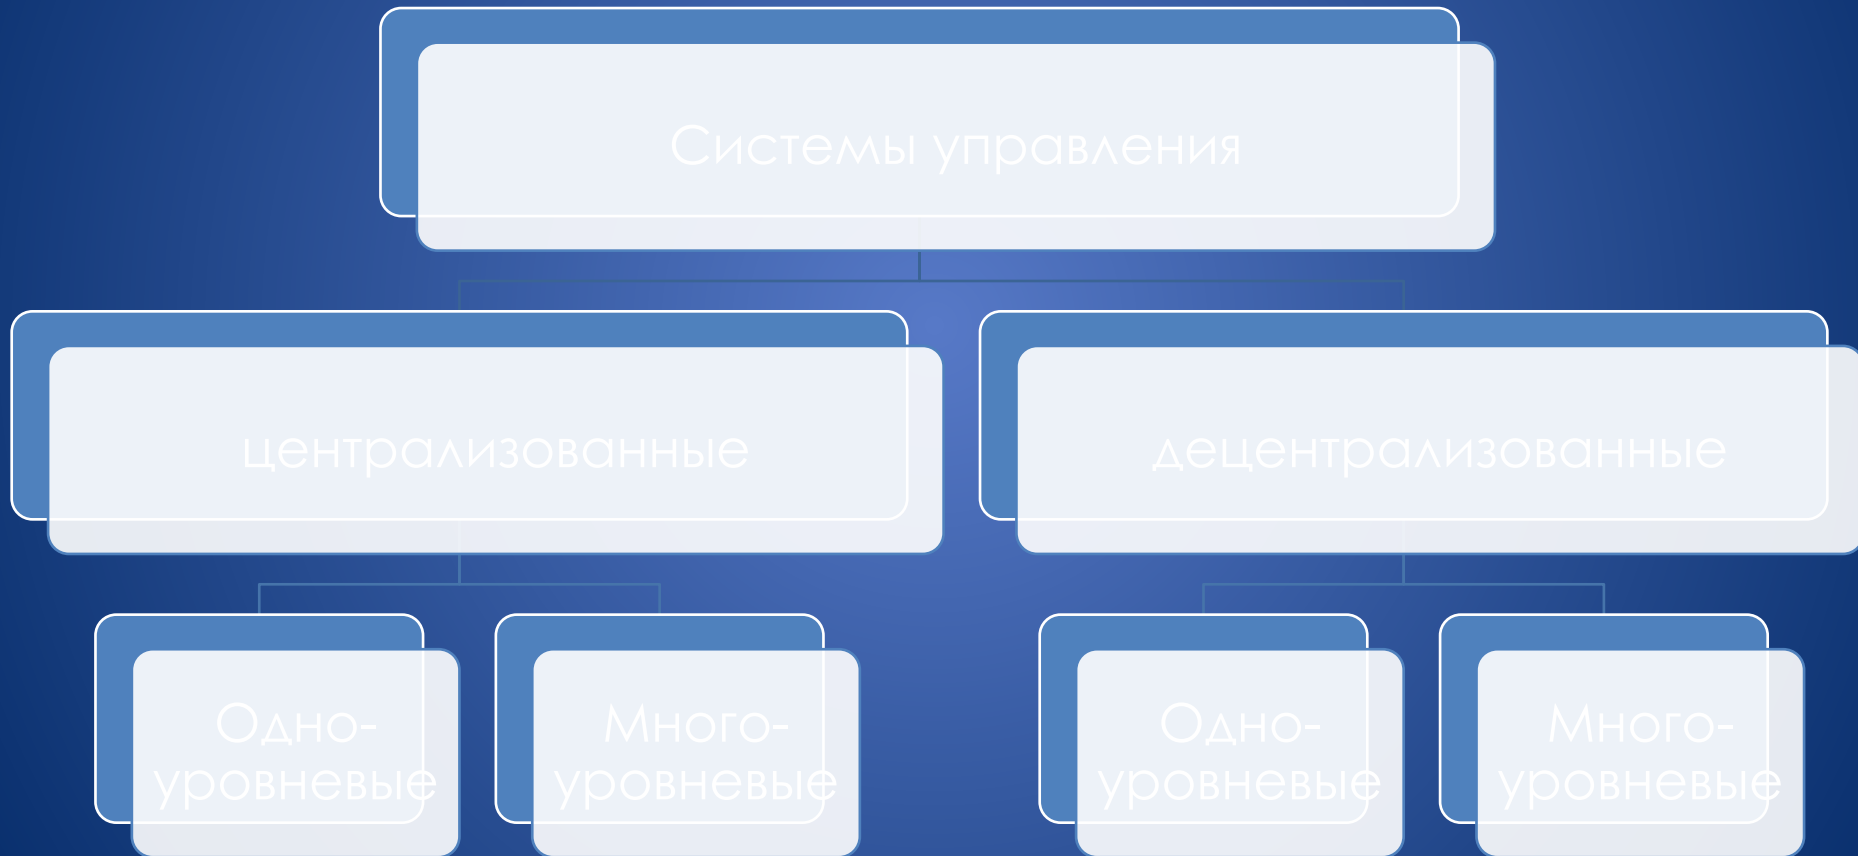 Системы управления
централизованные
децентрализованные
Одно-
уровневые
Много-
уровневые
Одно-
уровневые
Много-
уровневые